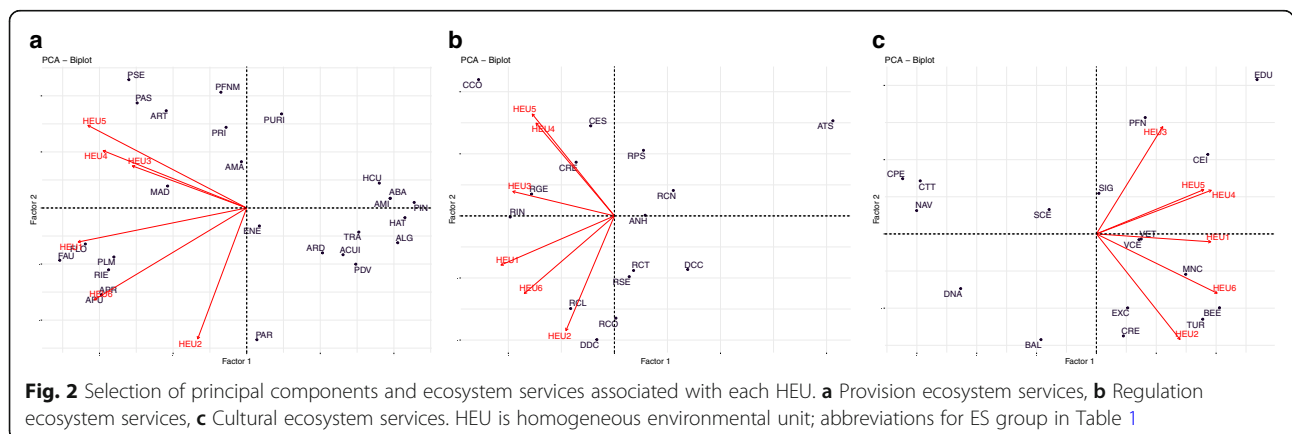 a
PCA – Biplot
PSE
PFNM
PAS
ART
PURI
HEU5
PRI
HEU4
HEU3
AMA
MAD
HCU
ABA
AMI
PIN
HAT
ENE
TRA
ALG
ARD
ACUI
PDV
FLO
FAU
PLM
RIE
APR
APU
HEU6
HEU2
PAR
Factor 2
Factor 1
b
PCA – Biplot
CCO
HEU5
HEU4
CES
ATS
RPS
CRE
HEU3
RGE
RCN
RIN
ANH
HEU1
RCT
DCC
RSE
HEU6
RCL
RCO
HEU2
DDC
Factor 2
Factor 1
c
PCA – Biplot
EDU
PFN
HEU3
CEI
CPE
CTT
SIG
HEU5
HEU4
NAV
SCE
VET
VCE
HEU1
MNC
DNA
HEU6
EXC
BEE
TUR
CRE
HEU2
BAL
Factor 2
Factor 1
Fig. 2 Selection of principal components and ecosystem services associated with each HEU. a Provision ecosystem services, b Regulation
ecosystem services, c Cultural ecosystem services. HEU is homogeneous environmental unit; abbreviations for ES group in Table 1